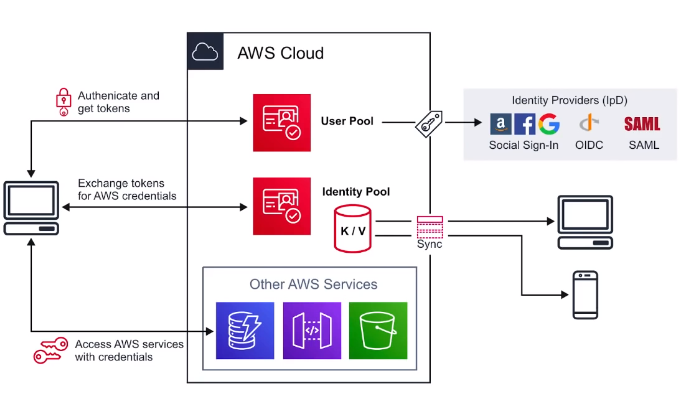 AWS Cloud
Authenicate and
get tokens
User Pool
Identity Providers (IpD)
Social Sign-In
OIDC
SAML
SAML
Exchange tokens
for AWS credentials
Identity Pool
K / V
Sync
Other AWS Services
Access AWS services
with credentials